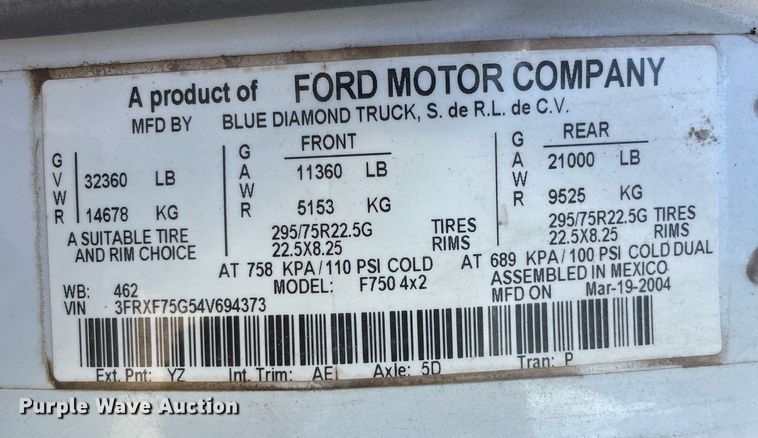 A product of FORD MOTOR COMPANY
MFD BY BLUE DIAMOND TRUCK, S. de R.L. de C.V.
GVWR 32360 LB
14678 KG
FRONT
GAWR 11360 LB
5153 KG
REAR
GAWR 21000 LB
9525 KG
A SUITABLE TIRE
AND RIM CHOICE
295/75R22.5G TIRES
22.5X8.25 RIMS
295/75R22.5G TIRES
22.5X8.25 RIMS
AT 758 KPA/110 PSI COLD AT 689 KPA/100 PSI COLD DUAL
WB: 462 MODEL: F750 4x2 ASSEMBLED IN MEXICO
VIN 3FRXF75G54V694373 MFD ON Mar-19-2004
Ext. Pnt: YZ Int. Trim: AE Axle: 5D Tran: P
Purple Wave Auction